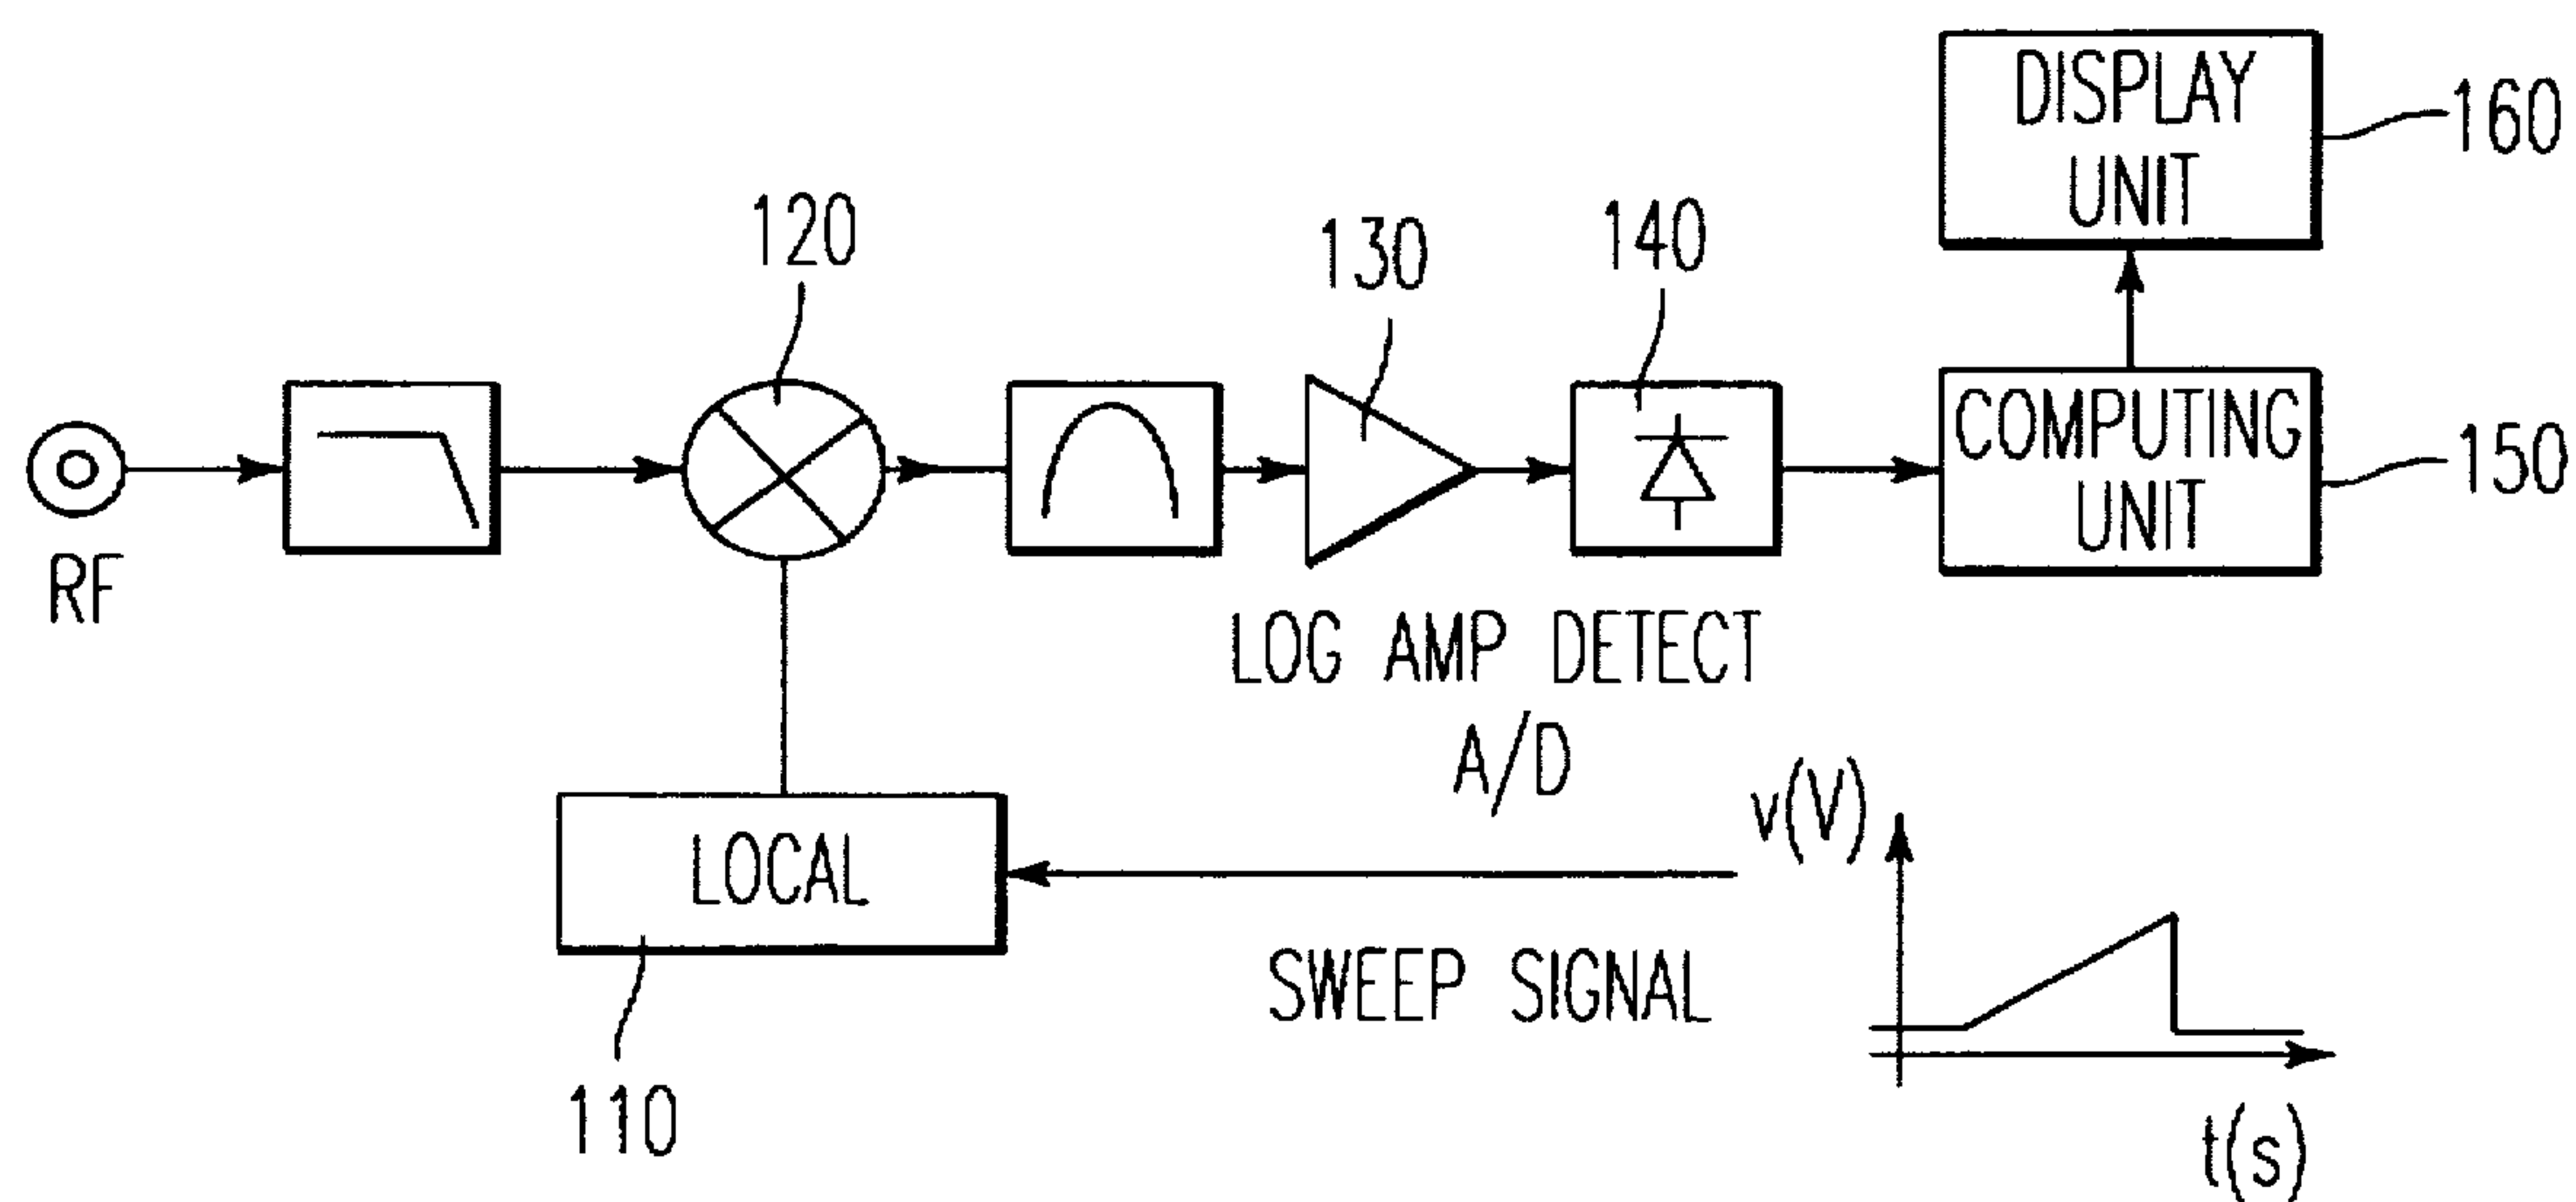 DISPLAY
UNIT
160
120
130
140
COMPUTING
UNIT
150
RF
LOG AMP DETECT
A/D
LOCAL
v(V)
SWEEP SIGNAL
110
t(s)